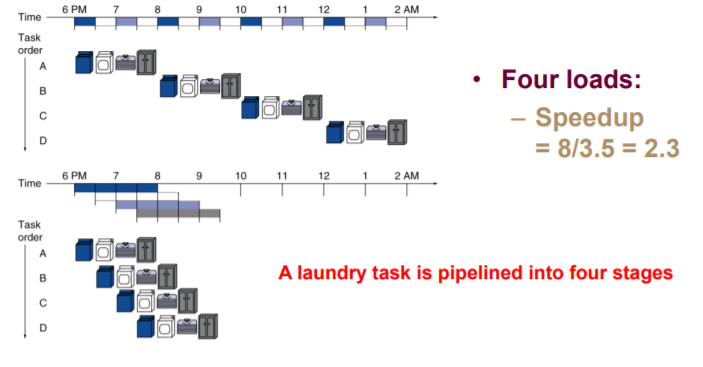 6 PM 7 8 9 10 11 12 1 2 AM
Time
Task
order
A
B
C
D
• Four loads:
– Speedup
= 8/3.5 = 2.3
6 PM 7 8 9 10 11 12 1 2 AM
Time
Task
order
A
B
C
D
A laundry task is pipelined into four stages